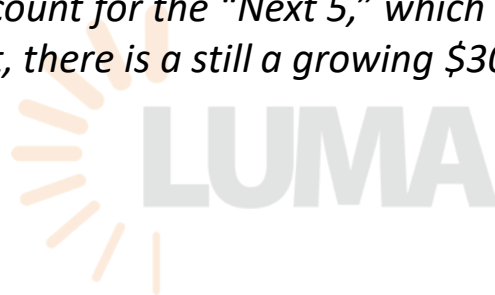 count for the “Next 5,” which
t, there is a still a growing $30
LUMA